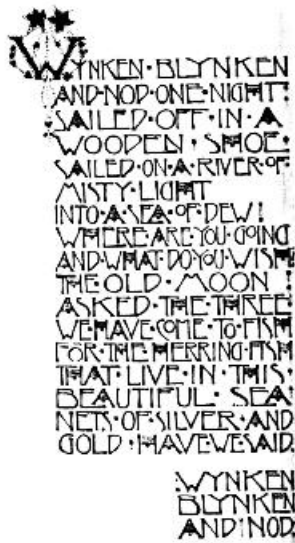 WYNKEN·BLYNKEN
AND·NOD·ONE·NIGHT·
SAILED·OFF·IN·A
WOODEN·SHOE·
SAILED·ON·A·RIVER·OF
MISTY·LIGHT
INTO·A·SEA·OF·DEW!
WHERE·ARE·YOU·GOING
AND·WHAT·DO·YOU·WISH
THE·OLD·MOON!
ASKED·THE·THREE
WE·HAVE·COME·TO·FISH
FOR·THE·HERRING·FISH
THAT·LIVE·IN·THIS·
BEAUTIFUL·SEA·
NETS·OF·SILVER·AND
GOLD·HAVE WE SAID.
WYNKEN
BLYNKEN
AND NOD.